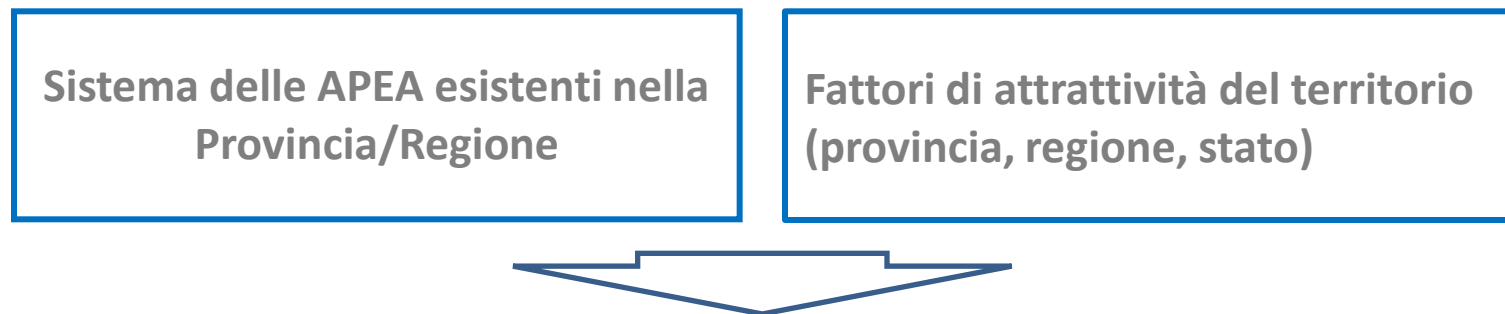 Sistema delle APEA esistenti nella
Provincia/Regione
Fattori di attrattività del territorio
(provincia, regione, stato)